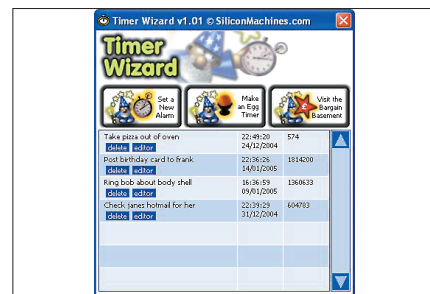 Timer Wizard v1.01 © SiliconMachines.com
Timer
Wizard
Set a
New
Alarm
Make
an Egg
Timer
Visit the
Bargain
Basement
Take pizza out of oven 22:49:20 574
delete editor 24/12/2004
Post birthday card to frank 22:36:26 1814200
delete editor 14/01/2005
Ring bob about body shell 16:36:59 1360633
delete editor 09/01/2005
Check janes hotmail for her 22:39:29 604783
delete editor 31/12/2004